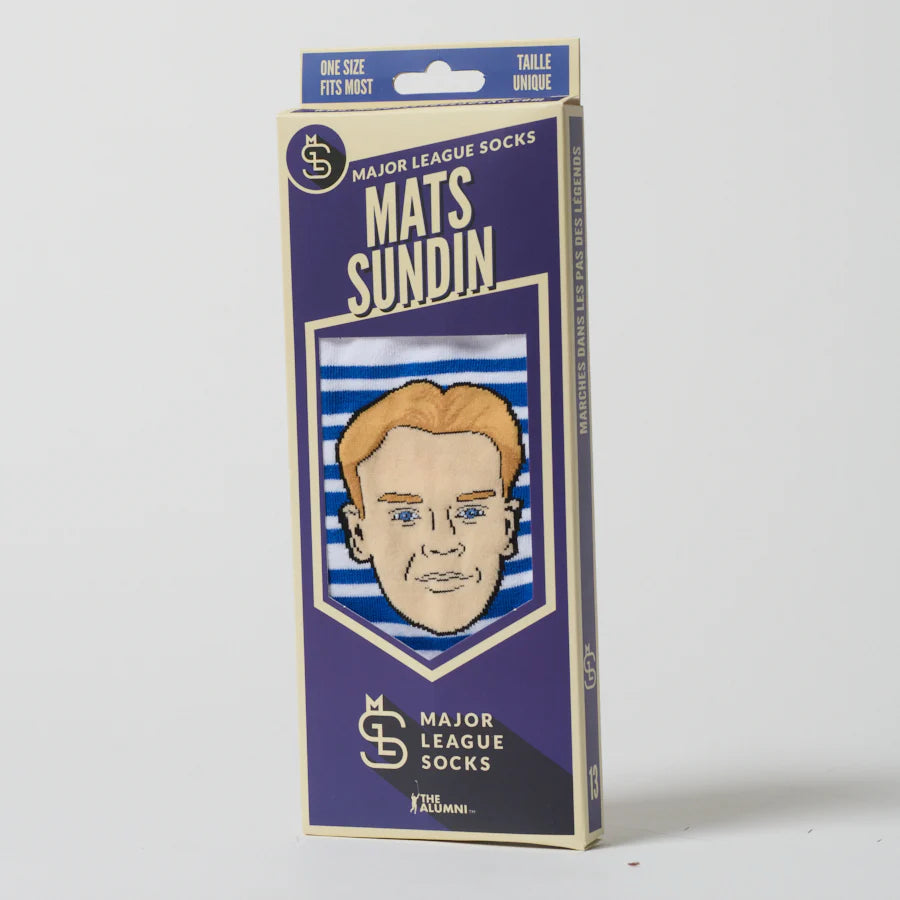 ONE SIZE
FITS MOST
TAILLE
UNIQUE
MAJOR LEAGUE SOCKS
MATS
SUNDIN
MARCHES DANS LES PAS DES LÉGENDS
MAJOR
LEAGUE
SOCKS
THE
ALUMNI™
13